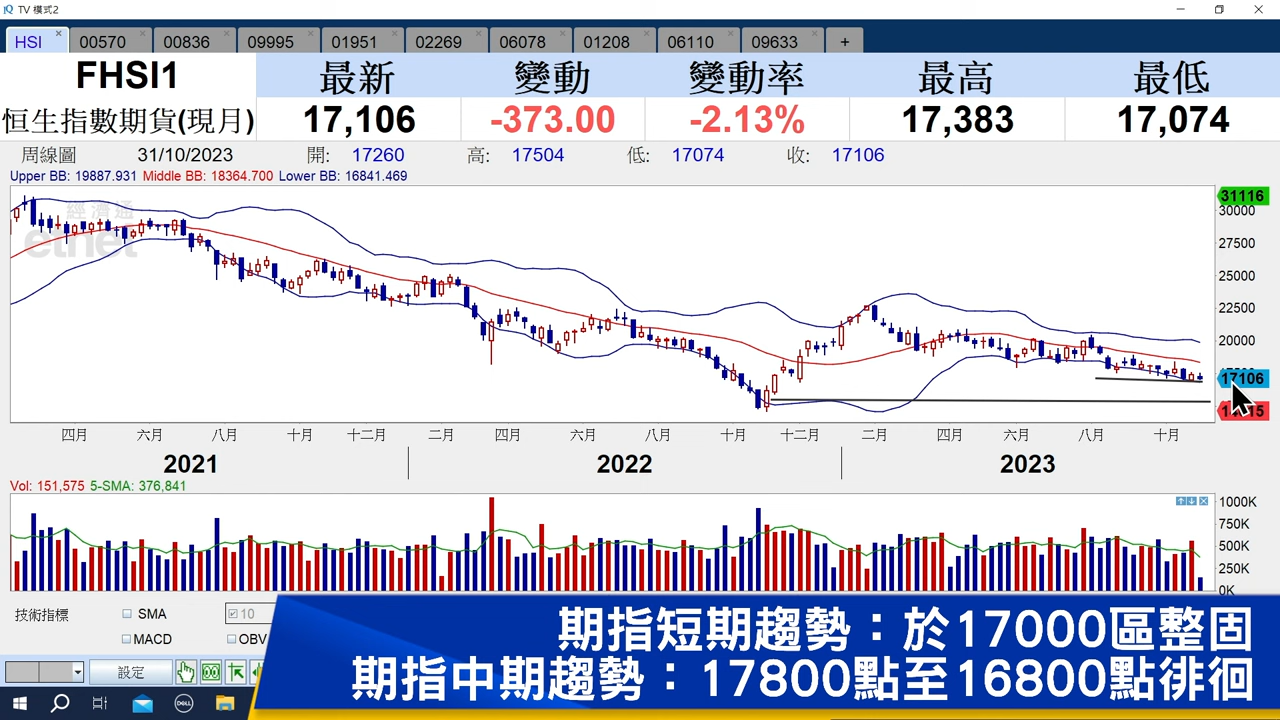 TV 模式2
HSI 00570 00836 09995 01951 02269 06078 01208 06110 09633 +
FHSI1 最新 變動 變動率 最高 最低
恒生指數期貨(現月) 17,106 -373.00 -2.13% 17,383 17,074
周線圖 31/10/2023 開: 17260 高: 17504 低: 17074 收: 17106
Upper BB: 19887.931 Middle BB: 18364.700 Lower BB: 16841.469
經濟通
etnet
31116
30000
27500
25000
22500
20000
17106
四月 六月 八月 十月 十二月 二月 四月 六月 八月 十月 十二月 二月 四月 六月 八月 十月
2021 2022 2023
Vol: 151,575 5-SMA: 376,841
1000K
750K
500K
250K
0K
技術指標 SMA 10
MACD OBV
設定
期指短期趨勢：於17000區整固
期指中期趨勢：17800點至16800點徘徊
DELL